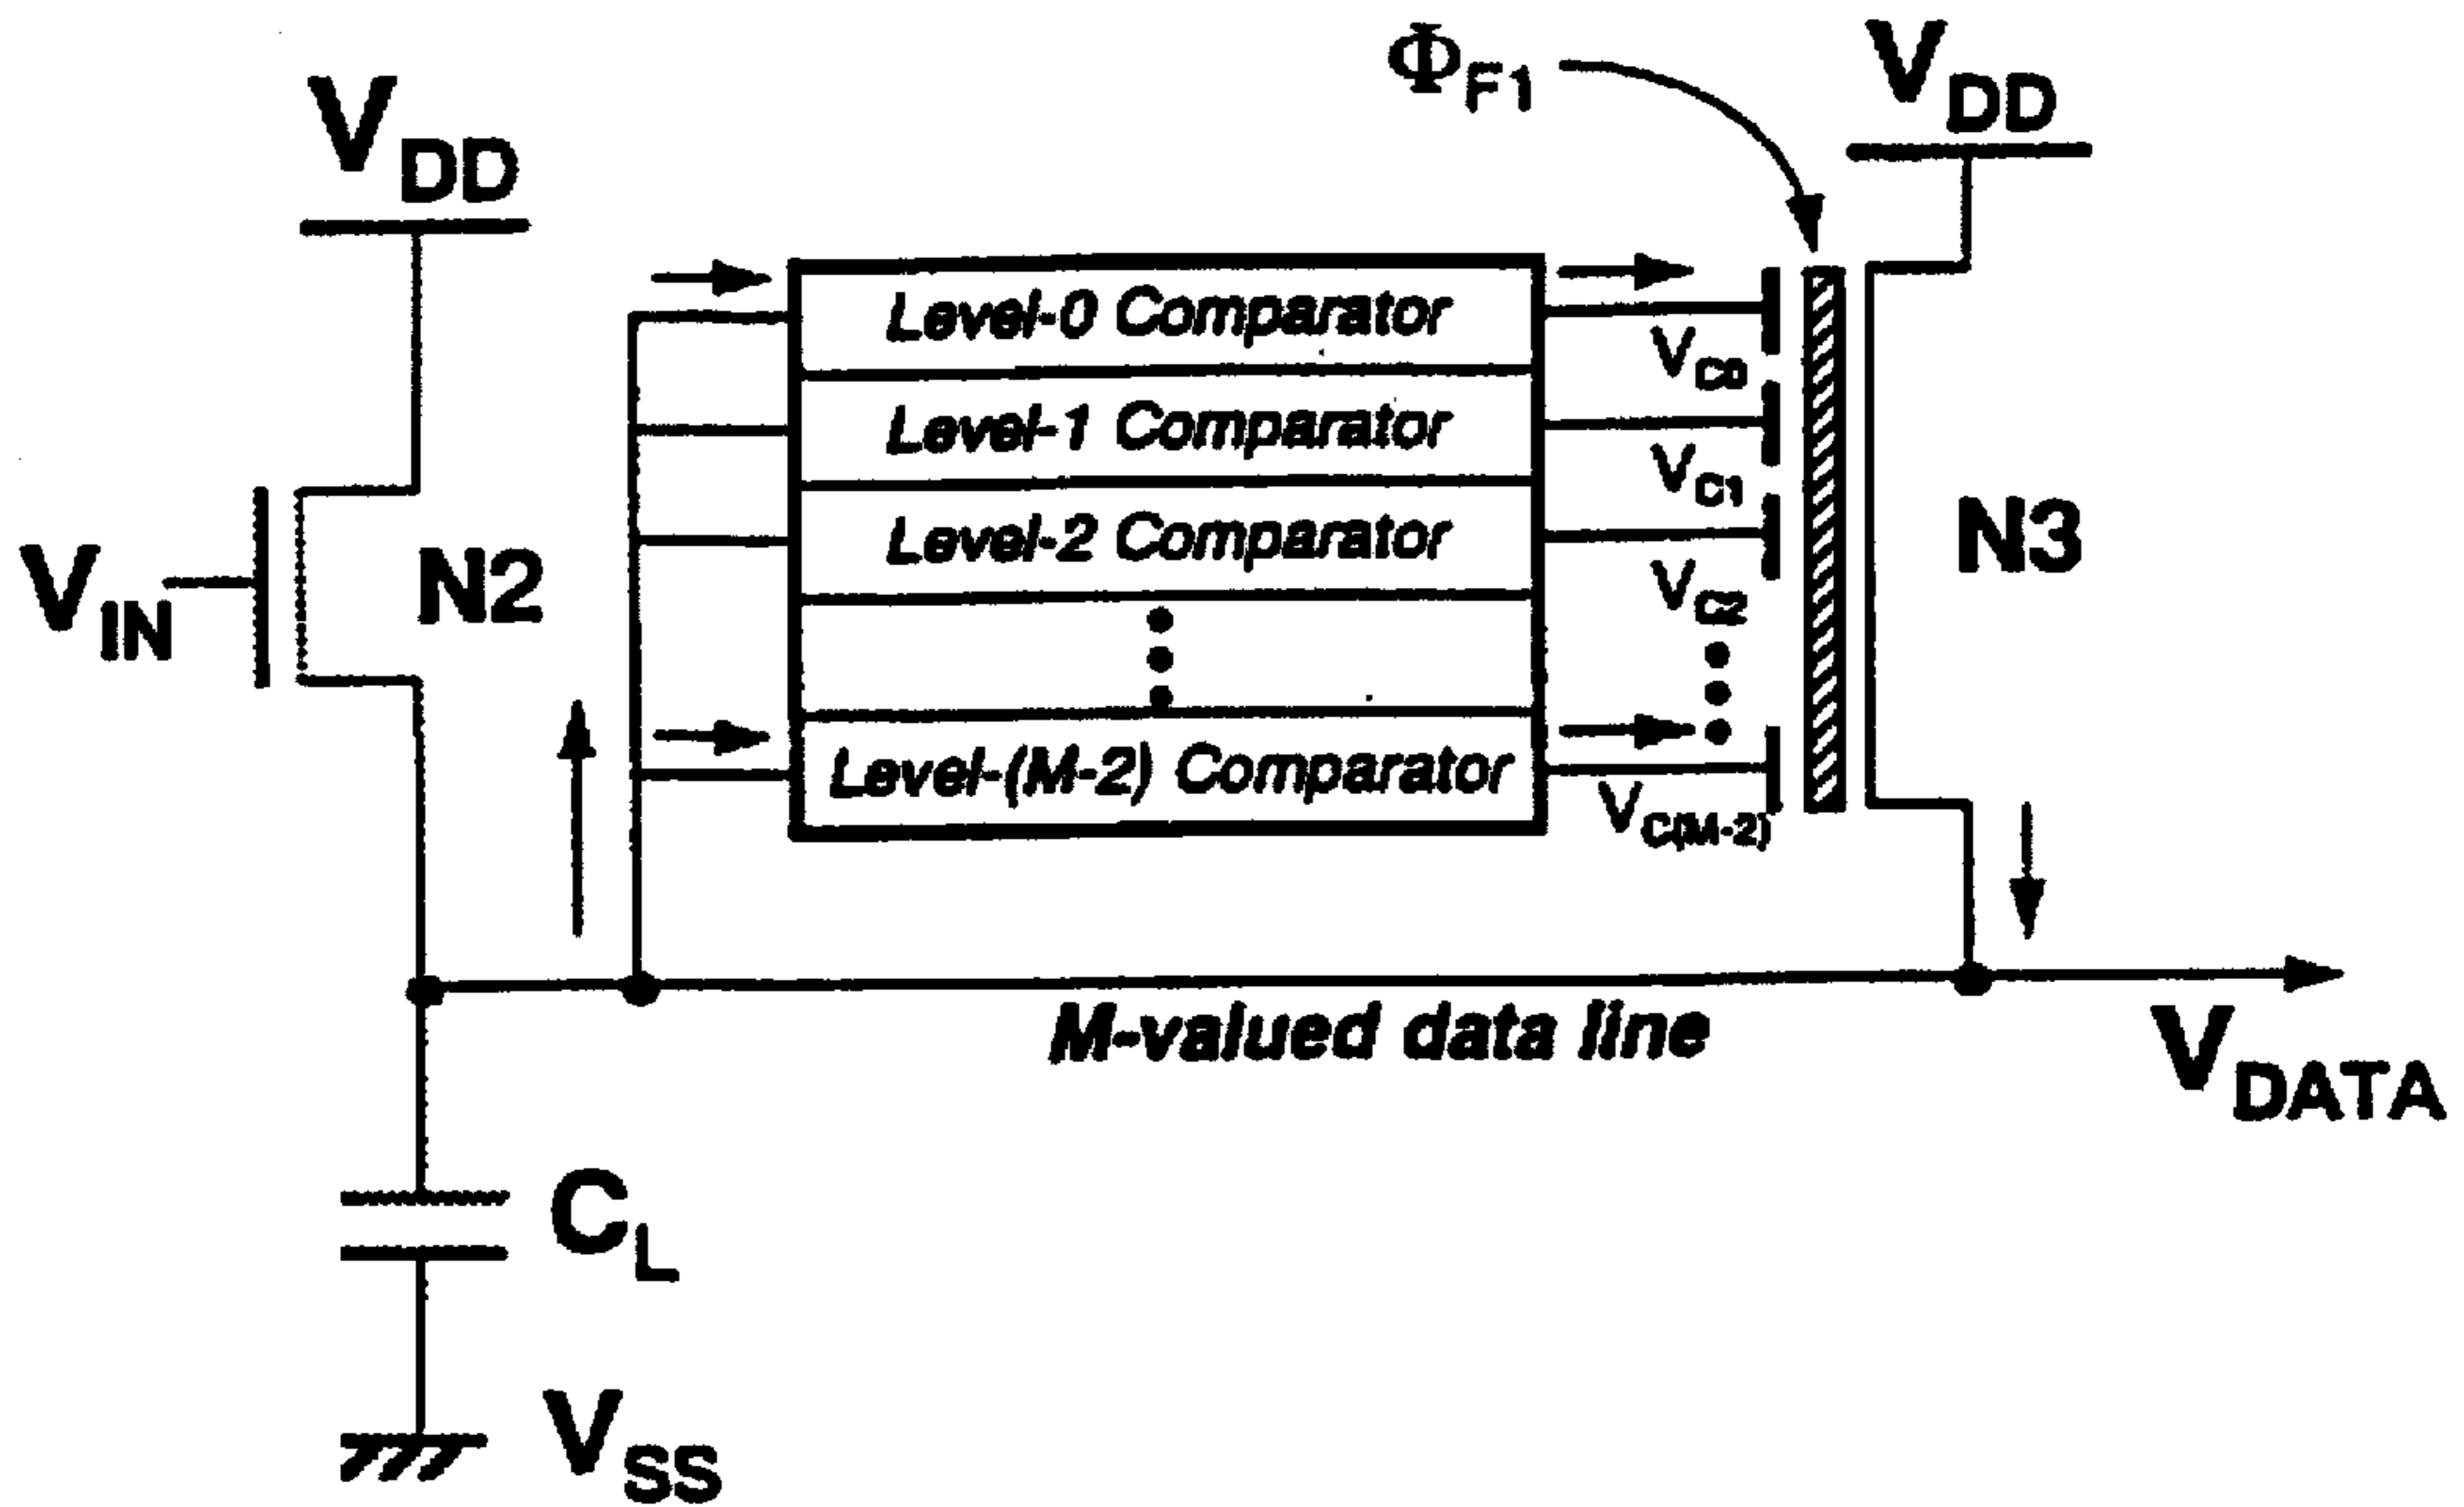 Φ_F1
V_DD
V_DD
Level-0 Comparator
V_C0
Level-1 Comparator
V_C1
Level-2 Comparator
V_C2
N3
V_IN
N2
Level-(M-2) Comparator
V_C(M-2)
M-valued data line
V_DATA
C_L
V_SS